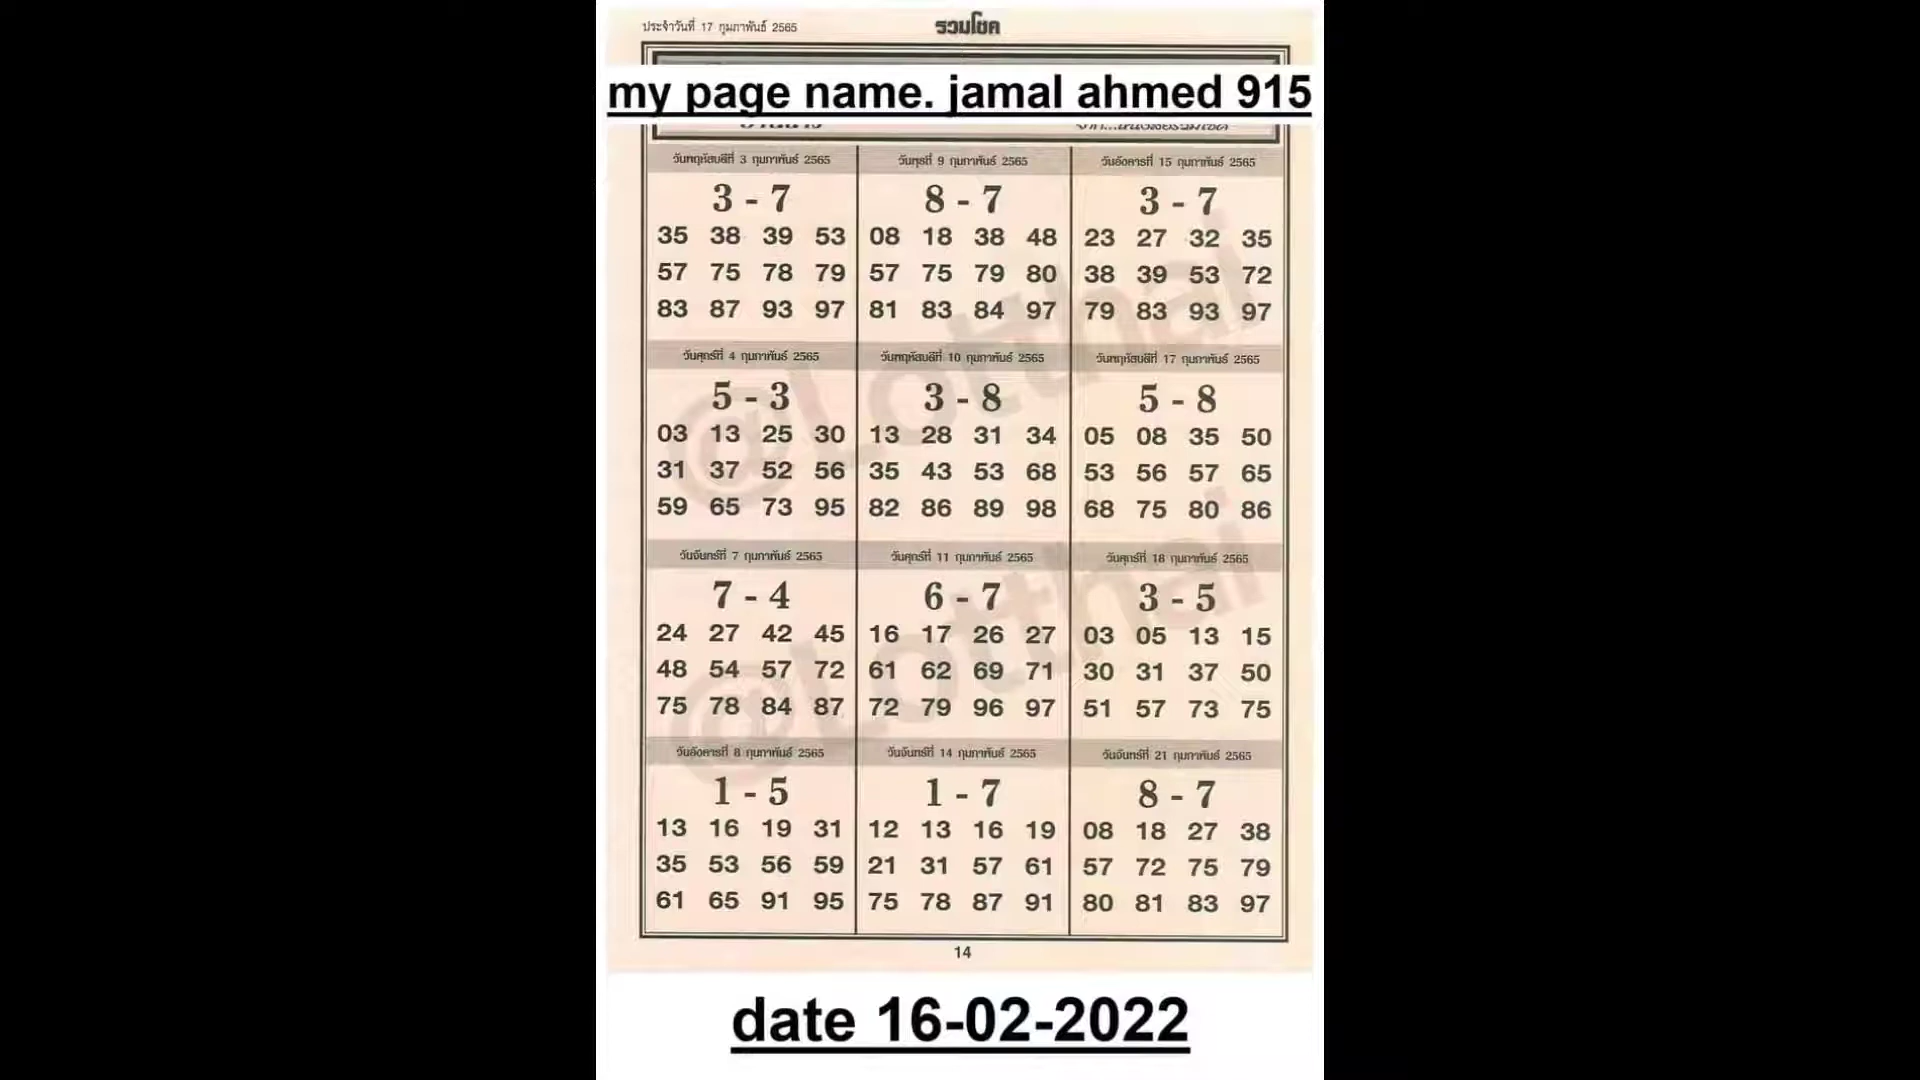 ประจำวันที่ 17 กุมภาพันธ์ 2565
รวมโชค
my page name. jamal ahmed 915
วันพฤหัสบดีที่ 3 กุมภาพันธ์ 2565
3 - 7
35 38 39 53
57 75 78 79
83 87 93 97
วันศุกร์ที่ 4 กุมภาพันธ์ 2565
5 - 3
03 13 25 30
31 37 52 56
59 65 73 95
วันจันทร์ที่ 7 กุมภาพันธ์ 2565
7 - 4
24 27 42 45
48 54 57 72
75 78 84 87
วันอังคารที่ 8 กุมภาพันธ์ 2565
1 - 5
13 16 19 31
35 53 56 59
61 65 91 95
วันพุธที่ 9 กุมภาพันธ์ 2565
8 - 7
08 18 38 48
57 75 79 80
81 83 84 97
วันพฤหัสบดีที่ 10 กุมภาพันธ์ 2565
3 - 8
13 28 31 34
35 43 53 68
82 86 89 98
วันศุกร์ที่ 11 กุมภาพันธ์ 2565
6 - 7
16 17 26 27
61 62 69 71
72 79 96 97
วันจันทร์ที่ 14 กุมภาพันธ์ 2565
1 - 7
12 13 16 19
21 31 57 61
75 78 87 91
วันอังคารที่ 15 กุมภาพันธ์ 2565
3 - 7
23 27 32 35
38 39 53 72
79 83 93 97
วันพฤหัสบดีที่ 17 กุมภาพันธ์ 2565
5 - 8
05 08 35 50
53 56 57 65
68 75 80 86
วันศุกร์ที่ 18 กุมภาพันธ์ 2565
3 - 5
03 05 13 15
30 31 37 50
51 57 73 75
วันจันทร์ที่ 21 กุมภาพันธ์ 2565
8 - 7
08 18 27 38
57 72 75 79
80 81 83 97
@Lotthai
@Lotthai
14
date 16-02-2022